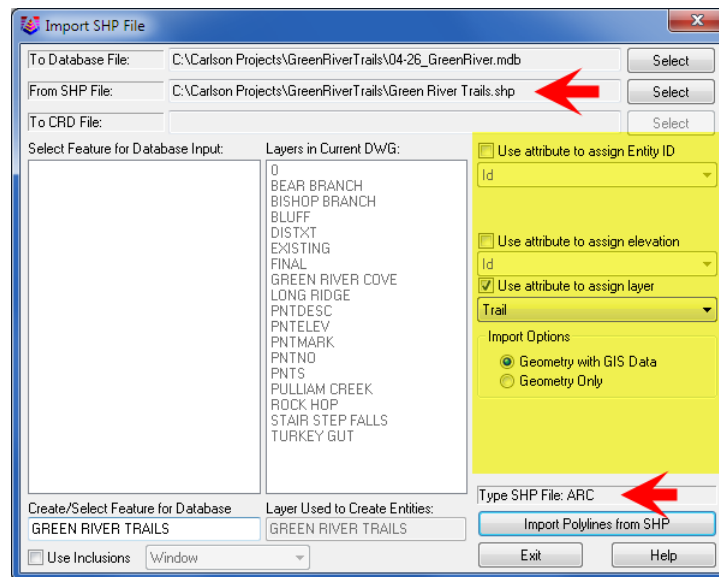 Import SHP File
To Database File: C:\Carlson Projects\GreenRiverTrails\04-26_GreenRiver.mdb Select
From SHP File: C:\Carlson Projects\GreenRiverTrails\Green River Trails.shp Select
To CRD File: Select
Select Feature for Database Input:
Layers in Current DWG:
0
BEAR BRANCH
BISHOP BRANCH
BLUFF
DISTXT
EXISTING
FINAL
GREEN RIVER COVE
LONG RIDGE
PNTDESC
PNTELEV
PNTMARK
PNTNO
PNTS
PULLIAM CREEK
ROCK HOP
STAIR STEP FALLS
TURKEY GUT
Use attribute to assign Entity ID
Id
Use attribute to assign elevation
Id
Use attribute to assign layer
Trail
Import Options
Geometry with GIS Data
Geometry Only
Type SHP File: ARC
Create/Select Feature for Database
GREEN RIVER TRAILS
Layer Used to Create Entities:
GREEN RIVER TRAILS
Import Polylines from SHP
Use Inclusions Window
Exit Help